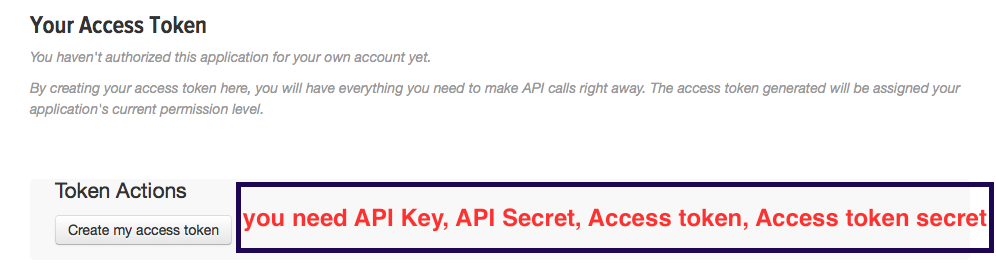 Your Access Token
You haven't authorized this application for your own account yet.
By creating your access token here, you will have everything you need to make API calls right away. The access token generated will be assigned your
application's current permission level.
Token Actions
Create my access token
you need API Key, API Secret, Access token, Access token secret